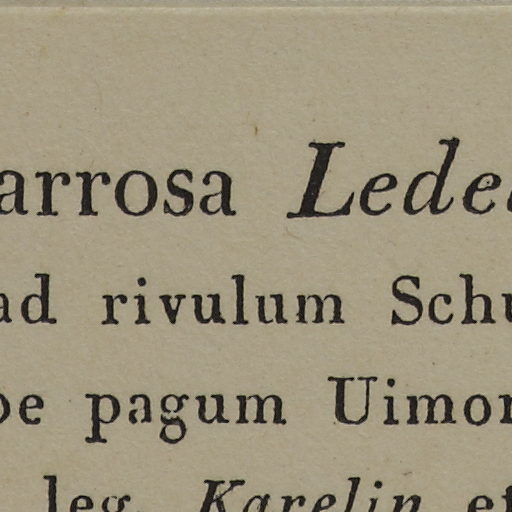 arrosa Lede
ad rivulum Schu
pe pagum Uimon
leg. Karelin et